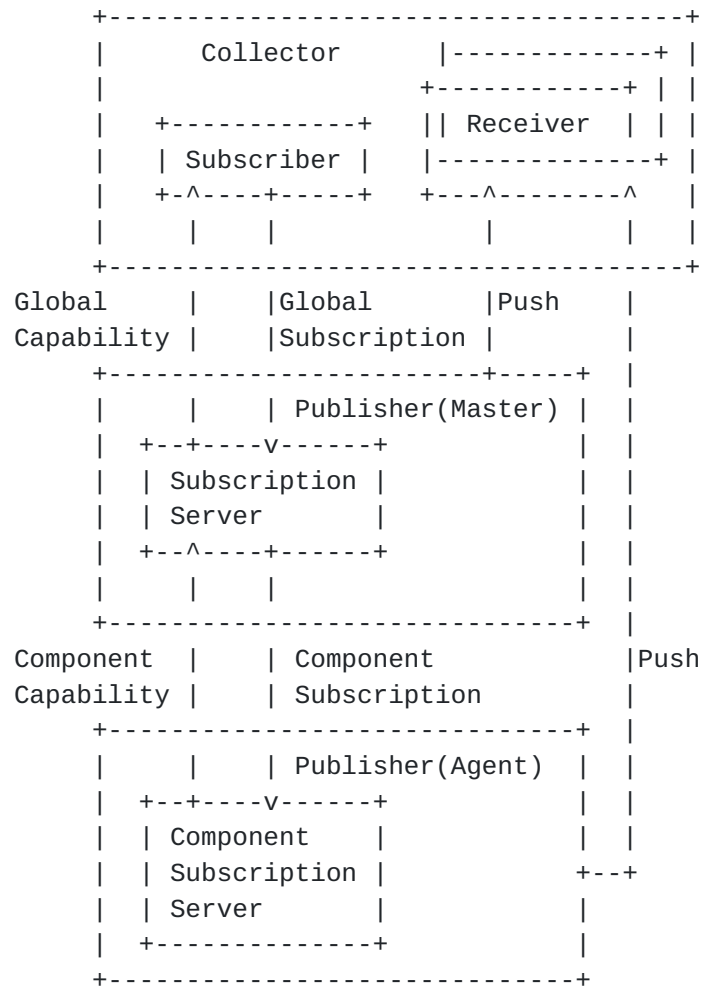 Collector
Receiver
Subscriber
Global Global Push
Capability Subscription
Publisher(Master)
Subscription
Server
Component Component Push
Capability Subscription
Publisher(Agent)
Component
Subscription
Server